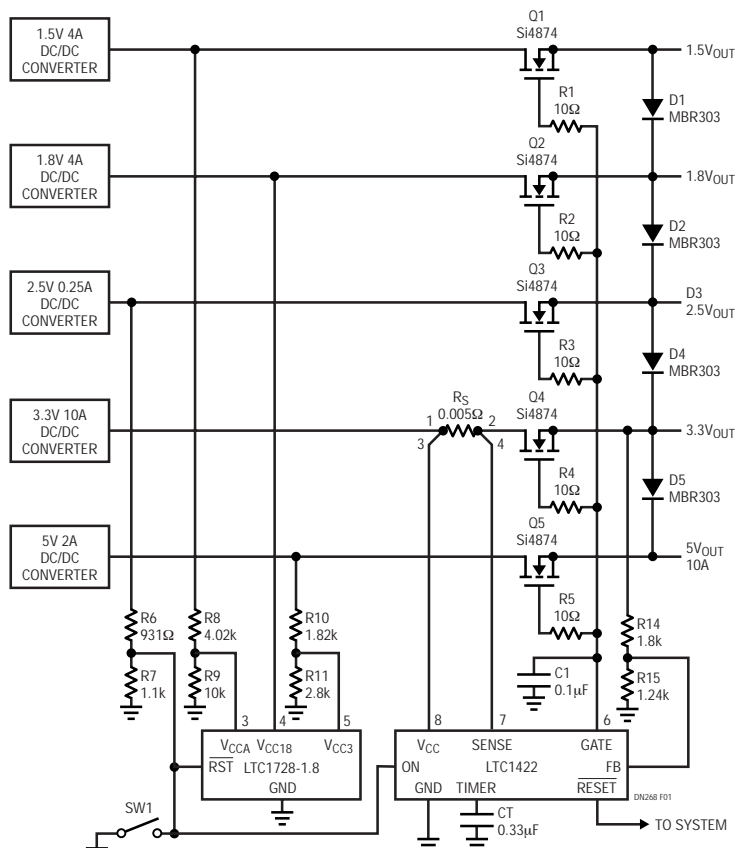 1.5V 4A
DC/DC
CONVERTER
Q1
Si4874
1.5VOUT
R1
10Ω
D1
MBR303
1.8V 4A
DC/DC
CONVERTER
Q2
Si4874
1.8VOUT
R2
10Ω
D2
MBR303
2.5V 0.25A
DC/DC
CONVERTER
Q3
Si4874
D3
2.5VOUT
R3
10Ω
D4
MBR303
3.3V 10A
DC/DC
CONVERTER
RS
0.005Ω
1
2
3
4
Q4
Si4874
3.3VOUT
R4
10Ω
D5
MBR303
5V 2A
DC/DC
CONVERTER
Q5
Si4874
5VOUT
10A
R5
10Ω
R6
931Ω
R8
4.02k
R10
1.82k
R14
1.8k
R7
1.1k
R9
10k
R11
2.8k
C1
0.1µF
R15
1.24k
3
4
5
8
7
6
VCCA
VCC18
VCC3
RST
LTC1728-1.8
GND
VCC
SENSE
GATE
ON
LTC1422
FB
GND
TIMER
RESET
DN268 F01
SW1
CT
0.33µF
TO SYSTEM